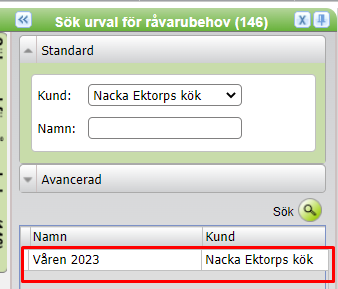 Sök urval för råvarubehov (146)
Standard
Kund: Nacka Ektorps kök
Namn:
Avancerad
Sök
Namn Kund
Våren 2023 Nacka Ektorps kök